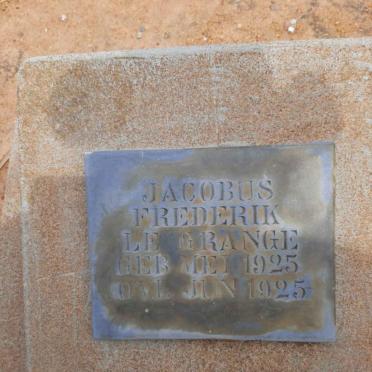 JACOBUS
FREDERIK
LE GRANGE
GEB MEI 1925
OVL JUN 1925